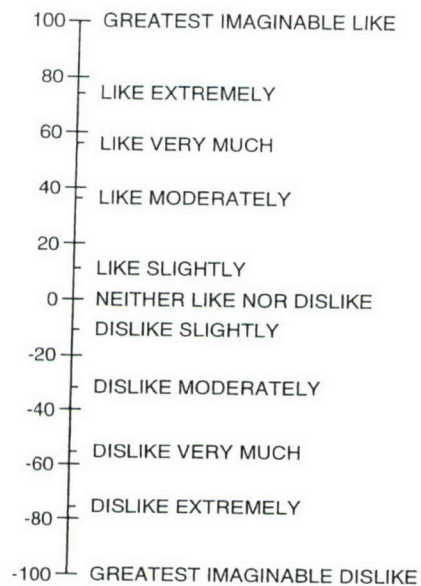 100 GREATEST IMAGINABLE LIKE
80
LIKE EXTREMELY
60
LIKE VERY MUCH
40
LIKE MODERATELY
20
LIKE SLIGHTLY
0 NEITHER LIKE NOR DISLIKE
DISLIKE SLIGHTLY
-20
DISLIKE MODERATELY
-40
DISLIKE VERY MUCH
-60
DISLIKE EXTREMELY
-80
-100 GREATEST IMAGINABLE DISLIKE